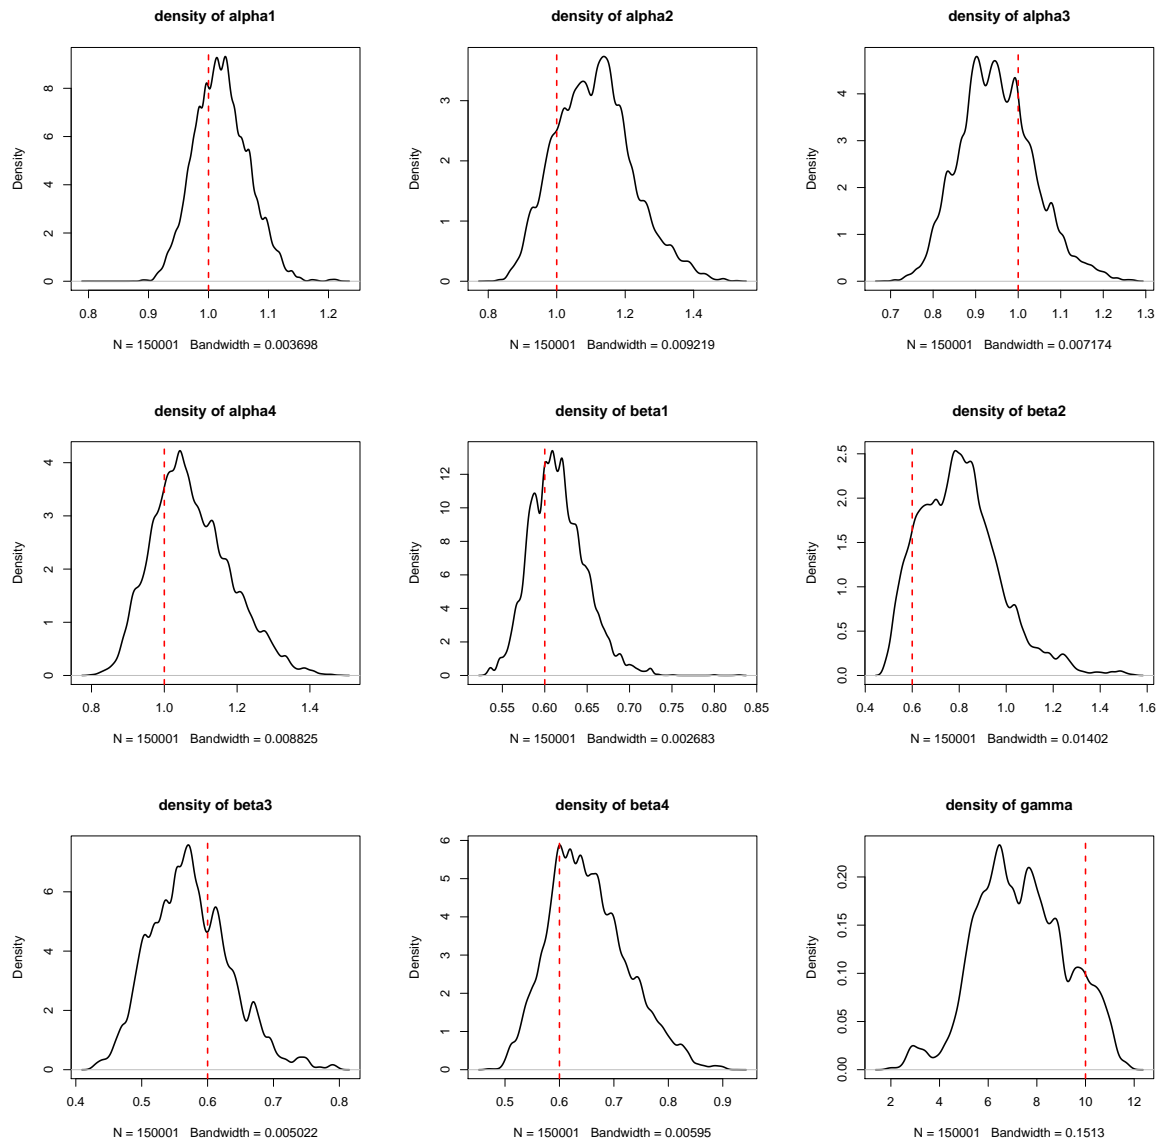 density of alpha1
density of alpha2
density of alpha3
Density
0 2 4 6 8
0.8 0.9 1.0 1.1 1.2
N = 150001 Bandwidth = 0.003698
Density
0 1 2 3
0.8 1.0 1.2 1.4
N = 150001 Bandwidth = 0.009219
Density
0 1 2 3 4
0.7 0.8 0.9 1.0 1.1 1.2 1.3
N = 150001 Bandwidth = 0.007174
density of alpha4
density of beta1
density of beta2
Density
0 1 2 3 4
0.8 1.0 1.2 1.4
N = 150001 Bandwidth = 0.008825
Density
0 2 4 6 8 10 12
0.55 0.60 0.65 0.70 0.75 0.80 0.85
N = 150001 Bandwidth = 0.002683
Density
0.0 0.5 1.0 1.5 2.0 2.5
0.4 0.6 0.8 1.0 1.2 1.4 1.6
N = 150001 Bandwidth = 0.01402
density of beta3
density of beta4
density of gamma
Density
0 2 4 6
0.4 0.5 0.6 0.7 0.8
N = 150001 Bandwidth = 0.005022
Density
0 1 2 3 4 5 6
0.5 0.6 0.7 0.8 0.9
N = 150001 Bandwidth = 0.00595
Density
0.00 0.05 0.10 0.15 0.20
2 4 6 8 10 12
N = 150001 Bandwidth = 0.1513